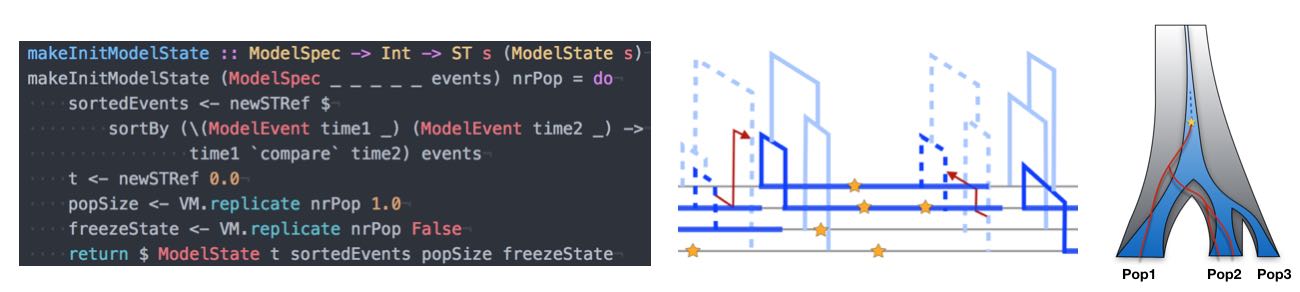 makeInitModelState :: ModelSpec -> Int -> ST s (ModelState s)
makeInitModelState (ModelSpec _ _ _ _ _ events) nrPop = do
    sortedEvents <- newSTRef $
        sortBy (\(ModelEvent time1 _) (ModelEvent time2 _) ->
                time1 `compare` time2) events
    t <- newSTRef 0.0
    popSize <- VM.replicate nrPop 1.0
    freezeState <- VM.replicate nrPop False
    return $ ModelState t sortedEvents popSize freezeState
Pop1 Pop2 Pop3